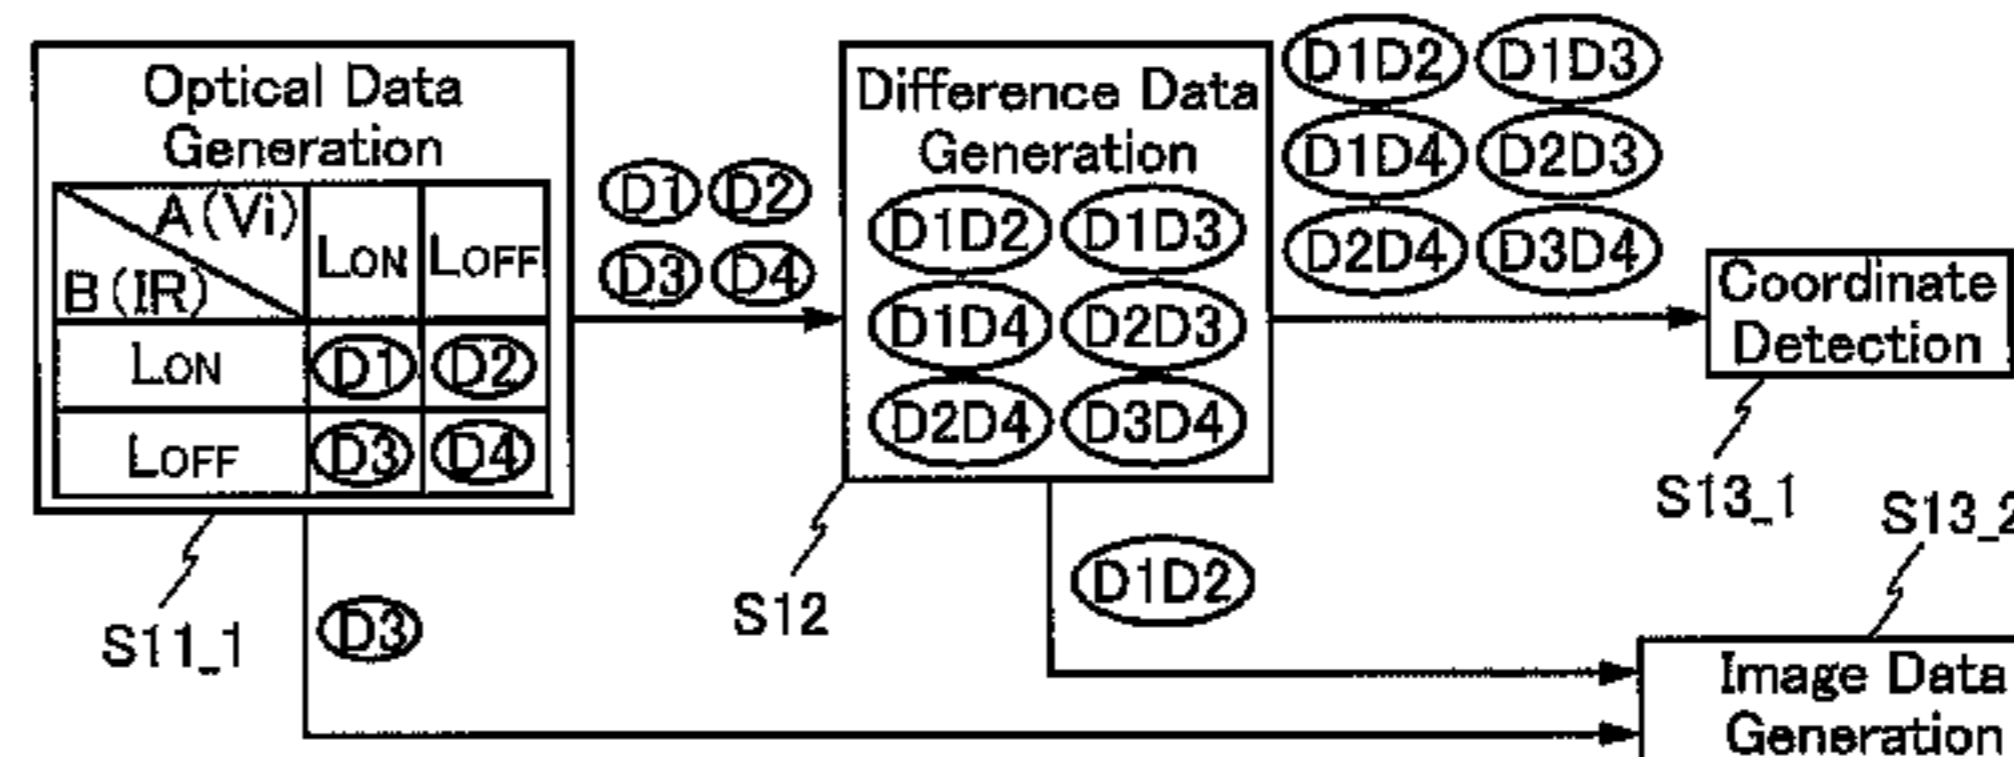 Optical Data
Generation
A(Vi)
B(IR)
LON LOFF
LON D1 D2
LOFF D3 D4
D1 D2
D3 D4
Difference Data
Generation
D1D2 D1D3
D1D4 D2D3
D2D4 D3D4
D1D2 D1D3
D1D4 D2D3
D2D4 D3D4
Coordinate
Detection
S13_1
S13_2
S12
D1D2
S11_1
D3
Image Data
Generation